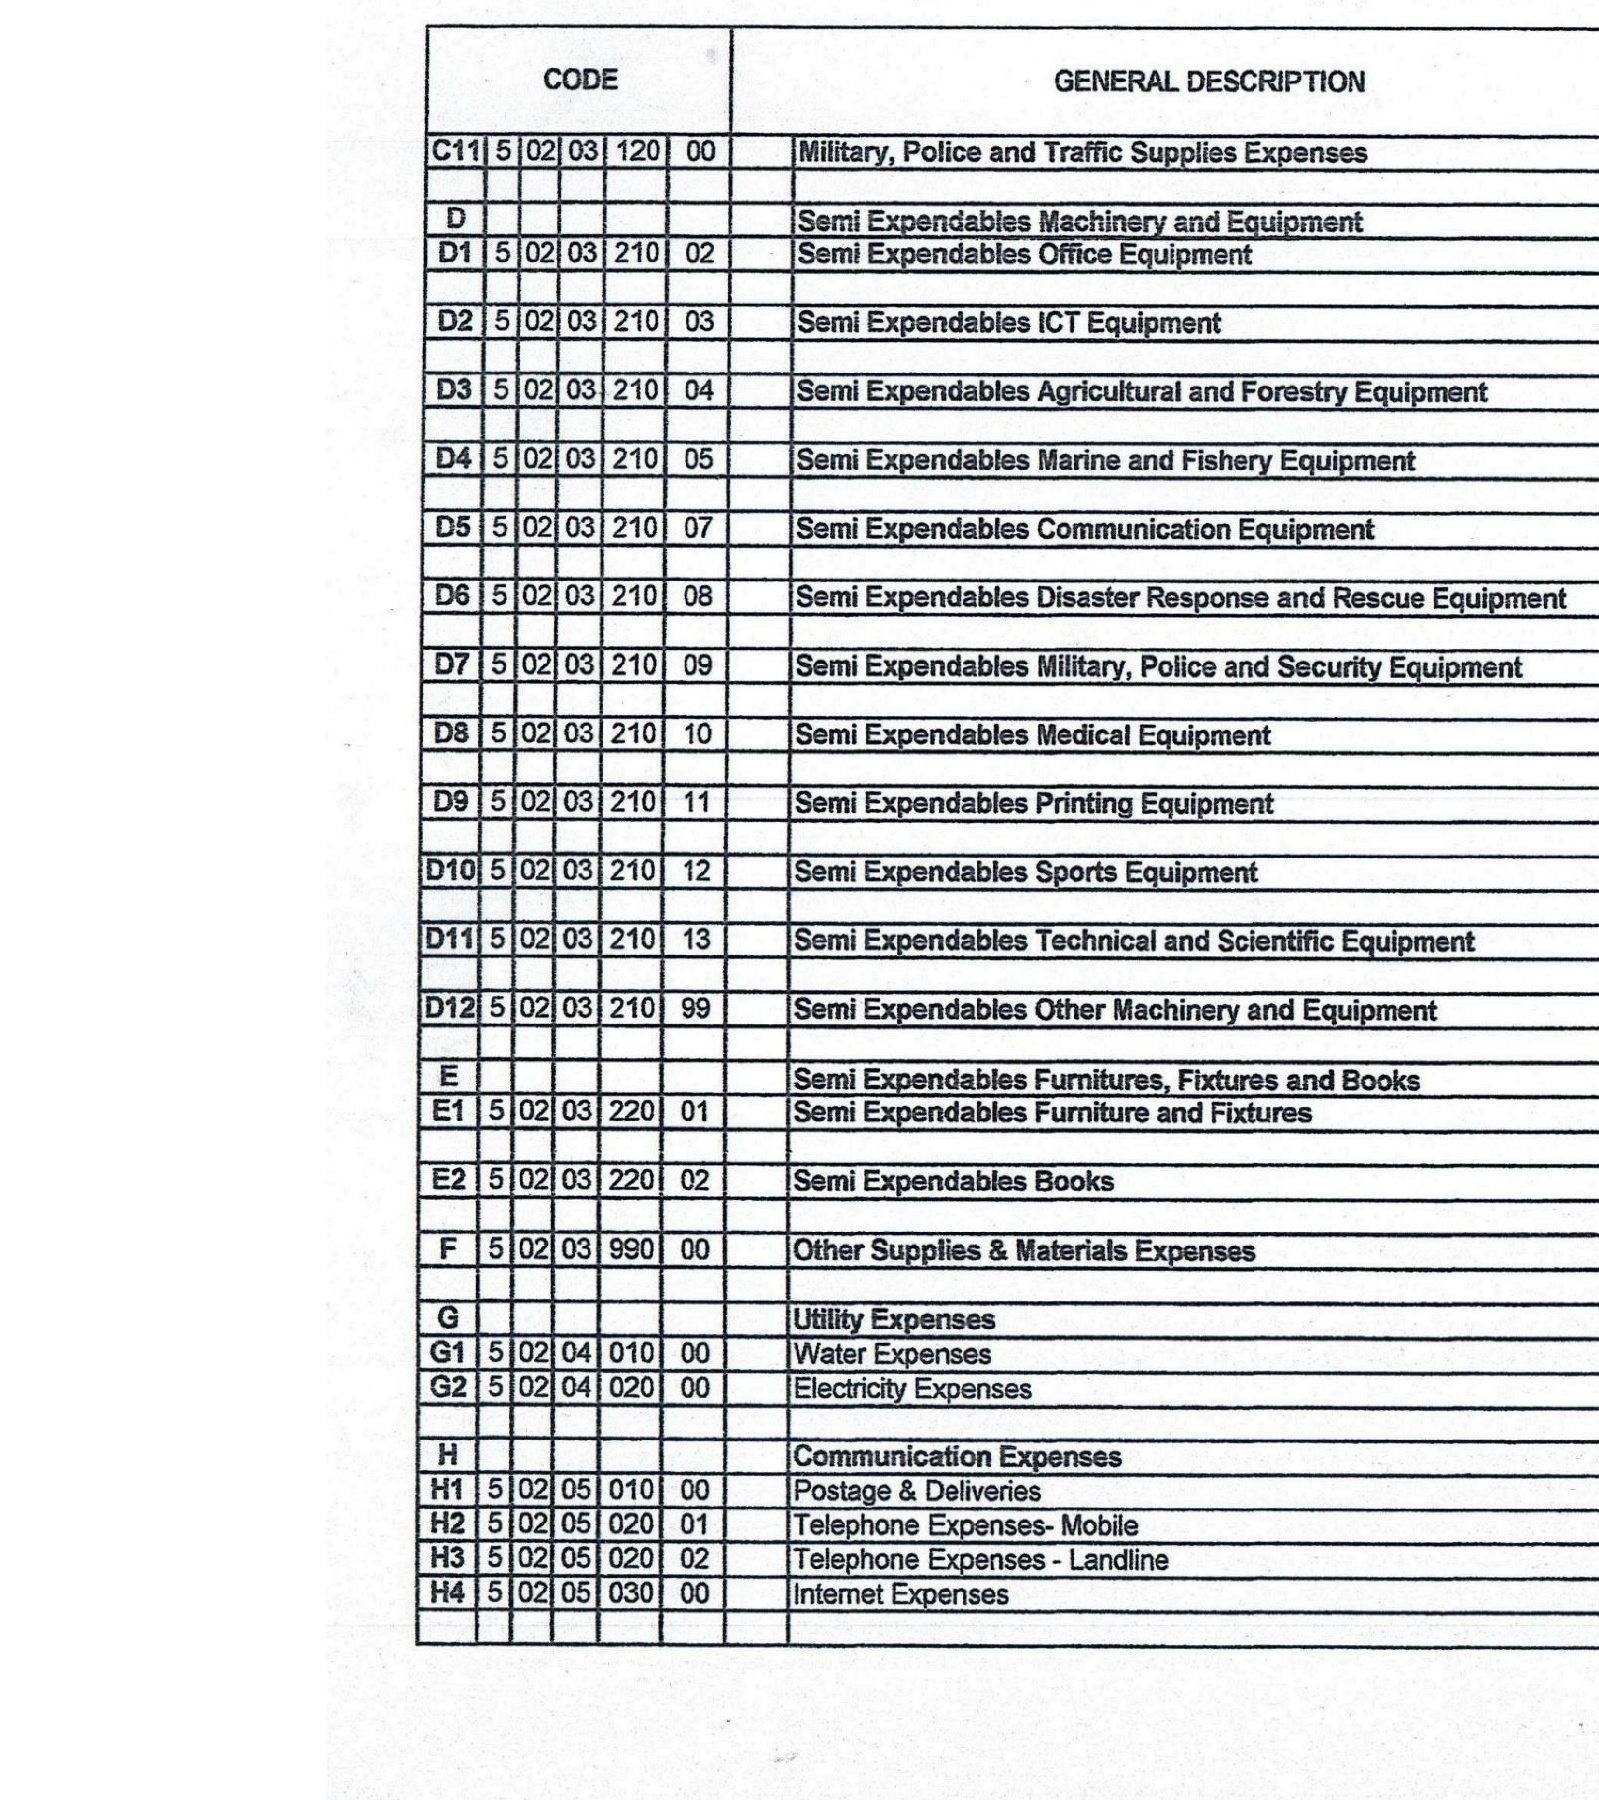 CODE GENERAL DESCRIPTION
C11 5 02 03 120 00 Military, Police and Traffic Supplies Expenses
D Semi Expendables Machinery and Equipment
D1 5 02 03 210 02 Semi Expendables Office Equipment
D2 5 02 03 210 03 Semi Expendables ICT Equipment
D3 5 02 03 210 04 Semi Expendables Agricultural and Forestry Equipment
D4 5 02 03 210 05 Semi Expendables Marine and Fishery Equipment
D5 5 02 03 210 07 Semi Expendables Communication Equipment
D6 5 02 03 210 08 Semi Expendables Disaster Response and Rescue Equipment
D7 5 02 03 210 09 Semi Expendables Military, Police and Security Equipment
D8 5 02 03 210 10 Semi Expendables Medical Equipment
D9 5 02 03 210 11 Semi Expendables Printing Equipment
D10 5 02 03 210 12 Semi Expendables Sports Equipment
D11 5 02 03 210 13 Semi Expendables Technical and Scientific Equipment
D12 5 02 03 210 99 Semi Expendables Other Machinery and Equipment
E Semi Expendables Furnitures, Fixtures and Books
E1 5 02 03 220 01 Semi Expendables Furniture and Fixtures
E2 5 02 03 220 02 Semi Expendables Books
F 5 02 03 990 00 Other Supplies & Materials Expenses
G Utility Expenses
G1 5 02 04 010 00 Water Expenses
G2 5 02 04 020 00 Electricity Expenses
H Communication Expenses
H1 5 02 05 010 00 Postage & Deliveries
H2 5 02 05 020 01 Telephone Expenses- Mobile
H3 5 02 05 020 02 Telephone Expenses - Landline
H4 5 02 05 030 00 Internet Expenses